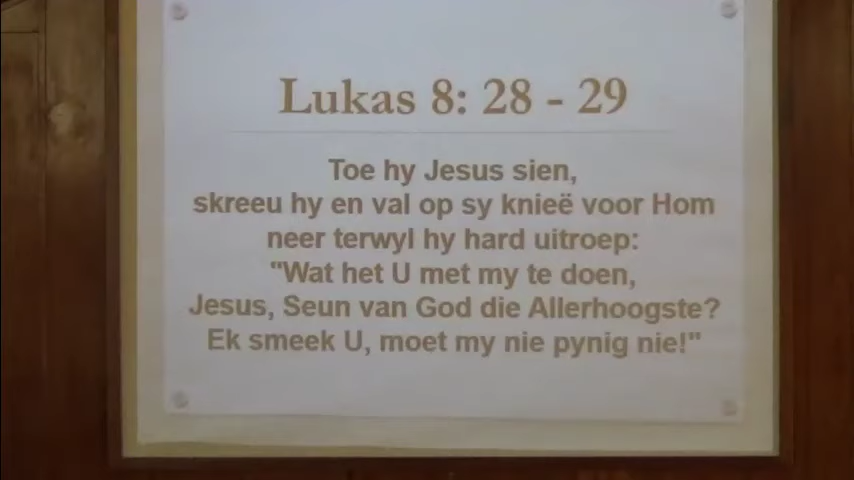 Lukas 8: 28 - 29
Toe hy Jesus sien,
skreeu hy en val op sy knieë voor Hom
neer terwyl hy hard uitroep:
"Wat het U met my te doen,
Jesus, Seun van God die Allerhoogste?
Ek smeek U, moet my nie pynig nie!"